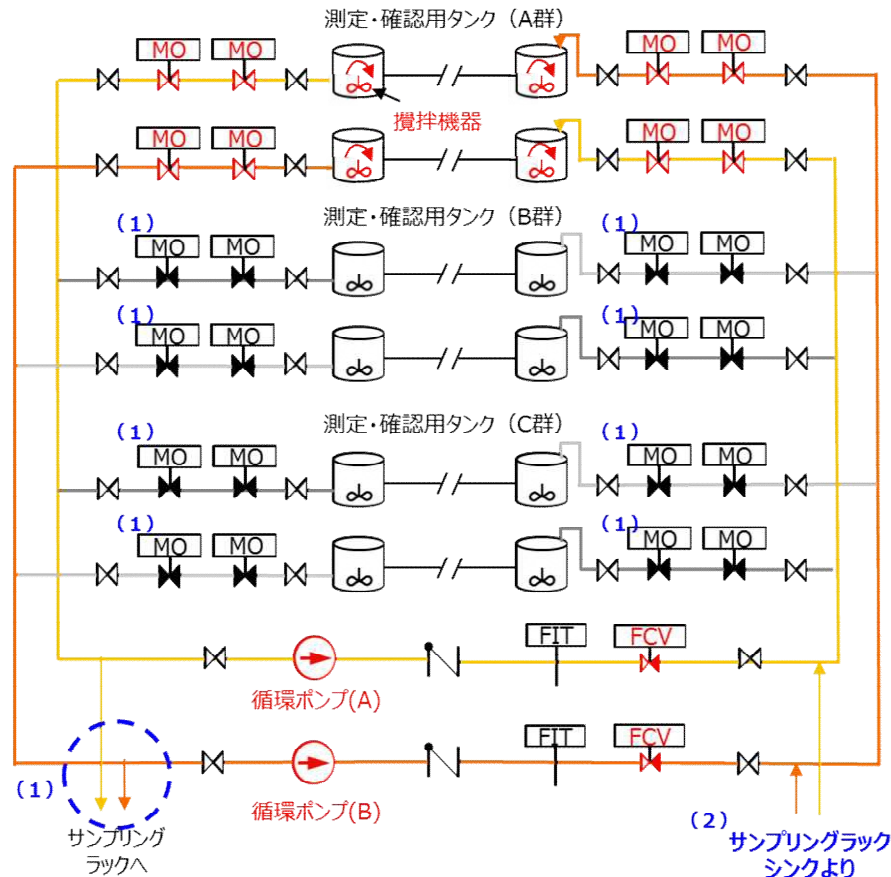 測定・確認用タンク（A群）
MO MO MO MO
攪拌機器
MO MO MO MO
測定・確認用タンク（B群）
（1） （1）
MO MO MO MO
（1） （1）
MO MO MO MO
測定・確認用タンク（C群）
（1） （1）
MO MO MO MO
（1） （1）
MO MO MO MO
FIT FCV
循環ポンプ(A)
FIT FCV
（1）
循環ポンプ(B)
サンプリング
ラックへ
（2）
サンプリングラック
シンクより